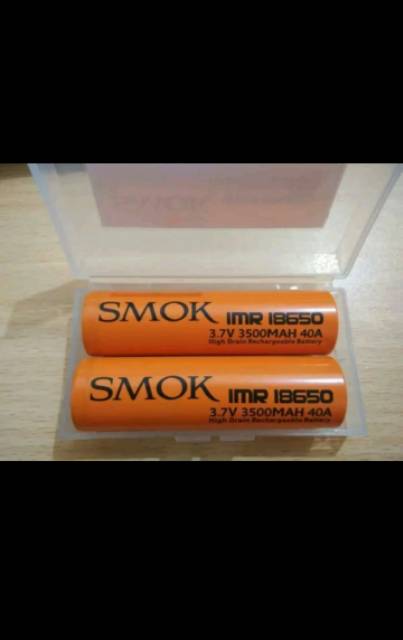 SMOK IMR 18650
3.7V 3500MAH 40A
High Drain Rechargeable Battery
SMOK IMR 18650
3.7V 3500MAH 40A
High Drain Rechargeable Battery